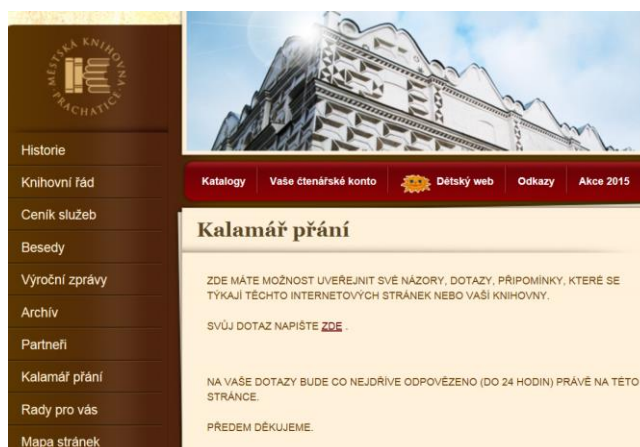 MĚSTSKÁ KNIHOVNA
PRACHATICE
Historie
Knihovní řád
Ceník služeb
Besedy
Výroční zprávy
Archív
Partneři
Kalamář přání
Rady pro vás
Mapa stránek
Katalogy
Vaše čtenářské konto
Dětský web
Odkazy
Akce 2015
Kalamář přání
ZDE MÁTE MOŽNOST UVEŘEJNIT SVÉ NÁZORY, DOTAZY, PŘIPOMÍNKY, KTERÉ SE
TÝKAJÍ TĚCHTO INTERNETOVÝCH STRÁNEK NEBO VAŠÍ KNIHOVNY.
SVŮJ DOTAZ NAPIŠTE ZDE .
NA VAŠE DOTAZY BUDE CO NEJDŘÍVE ODPOVĚZENO (DO 24 HODIN) PRÁVĚ NA TÉTO
STRÁNCE.
PŘEDEM DĚKUJEME.